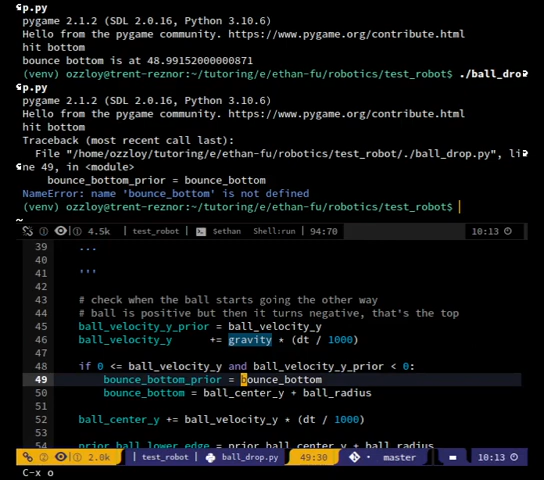 p.py
pygame 2.1.2 (SDL 2.0.16, Python 3.10.6)
Hello from the pygame community. https://www.pygame.org/contribute.html
hit bottom
bounce bottom is at 48.99152000000871
(venv) ozzloy@trent-reznor:~/tutoring/e/ethan-fu/robotics/test_robot$ ./ball_dro
p.py
pygame 2.1.2 (SDL 2.0.16, Python 3.10.6)
Hello from the pygame community. https://www.pygame.org/contribute.html
hit bottom
Traceback (most recent call last):
File "/home/ozzloy/tutoring/e/ethan-fu/robotics/test_robot/./ball_drop.py", li
ne 49, in <module>
bounce_bottom_prior = bounce_bottom
NameError: name 'bounce_bottom' is not defined
(venv) ozzloy@trent-reznor:~/tutoring/e/ethan-fu/robotics/test_robot$
~
① 4.5k | test_robot | $ethan Shell:run | 94:70 10:13
39 ...
40
41 '''
42
43 # check when the ball starts going the other way
44 # ball is positive but then it turns negative, that's the top
45 ball_velocity_y_prior = ball_velocity_y
46 ball_velocity_y += gravity * (dt / 1000)
47
48 if 0 <= ball_velocity_y and ball_velocity_y_prior < 0:
49 bounce_bottom_prior = bounce_bottom
50 bounce_bottom = ball_center_y + ball_radius
51
52 ball_center_y += ball_velocity_y * (dt / 1000)
53
54 prior_ball_lower_edge = prior_ball_center_y + ball_radius
② 2.0k | test_robot | ball_drop.py 49:30 master 10:13
C-x o